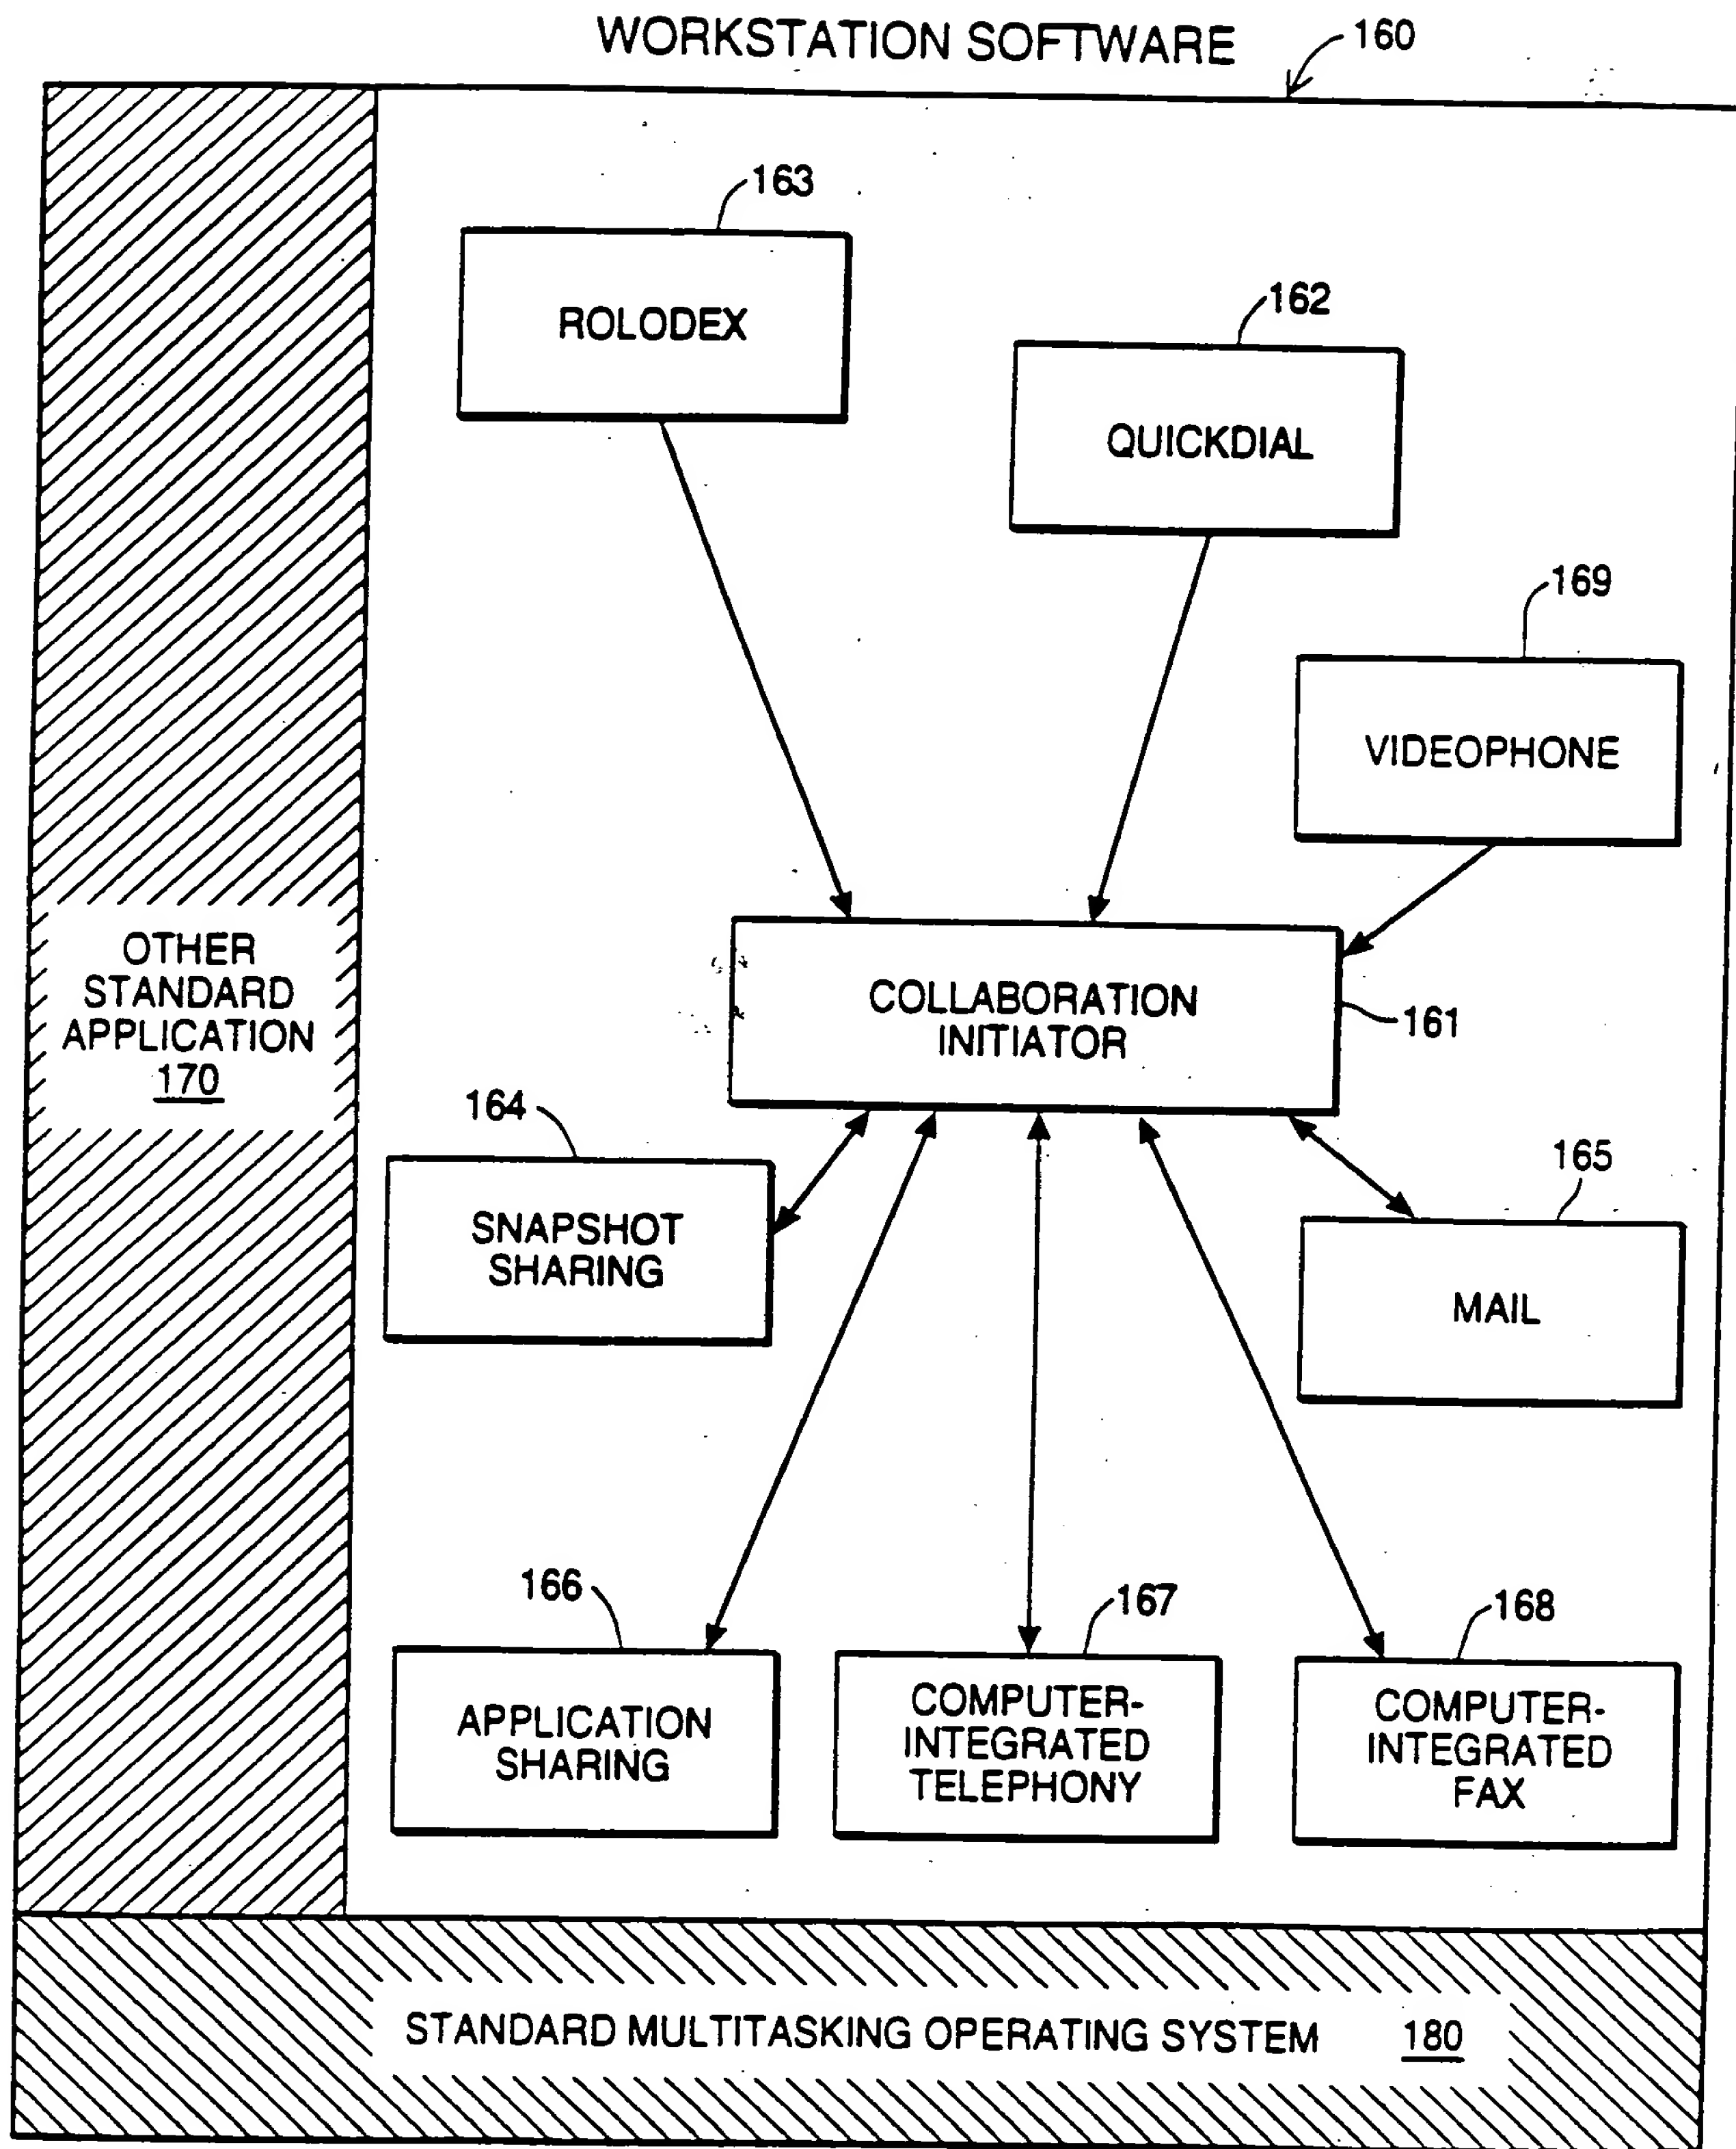 WORKSTATION SOFTWARE
160
163
ROLODEX
162
QUICKDIAL
169
VIDEOPHONE
OTHER
STANDARD
APPLICATION
170
COLLABORATION
INITIATOR
161
164
SNAPSHOT
SHARING
165
MAIL
166
APPLICATION
SHARING
167
COMPUTER-
INTEGRATED
TELEPHONY
168
COMPUTER-
INTEGRATED
FAX
STANDARD MULTITASKING OPERATING SYSTEM 180